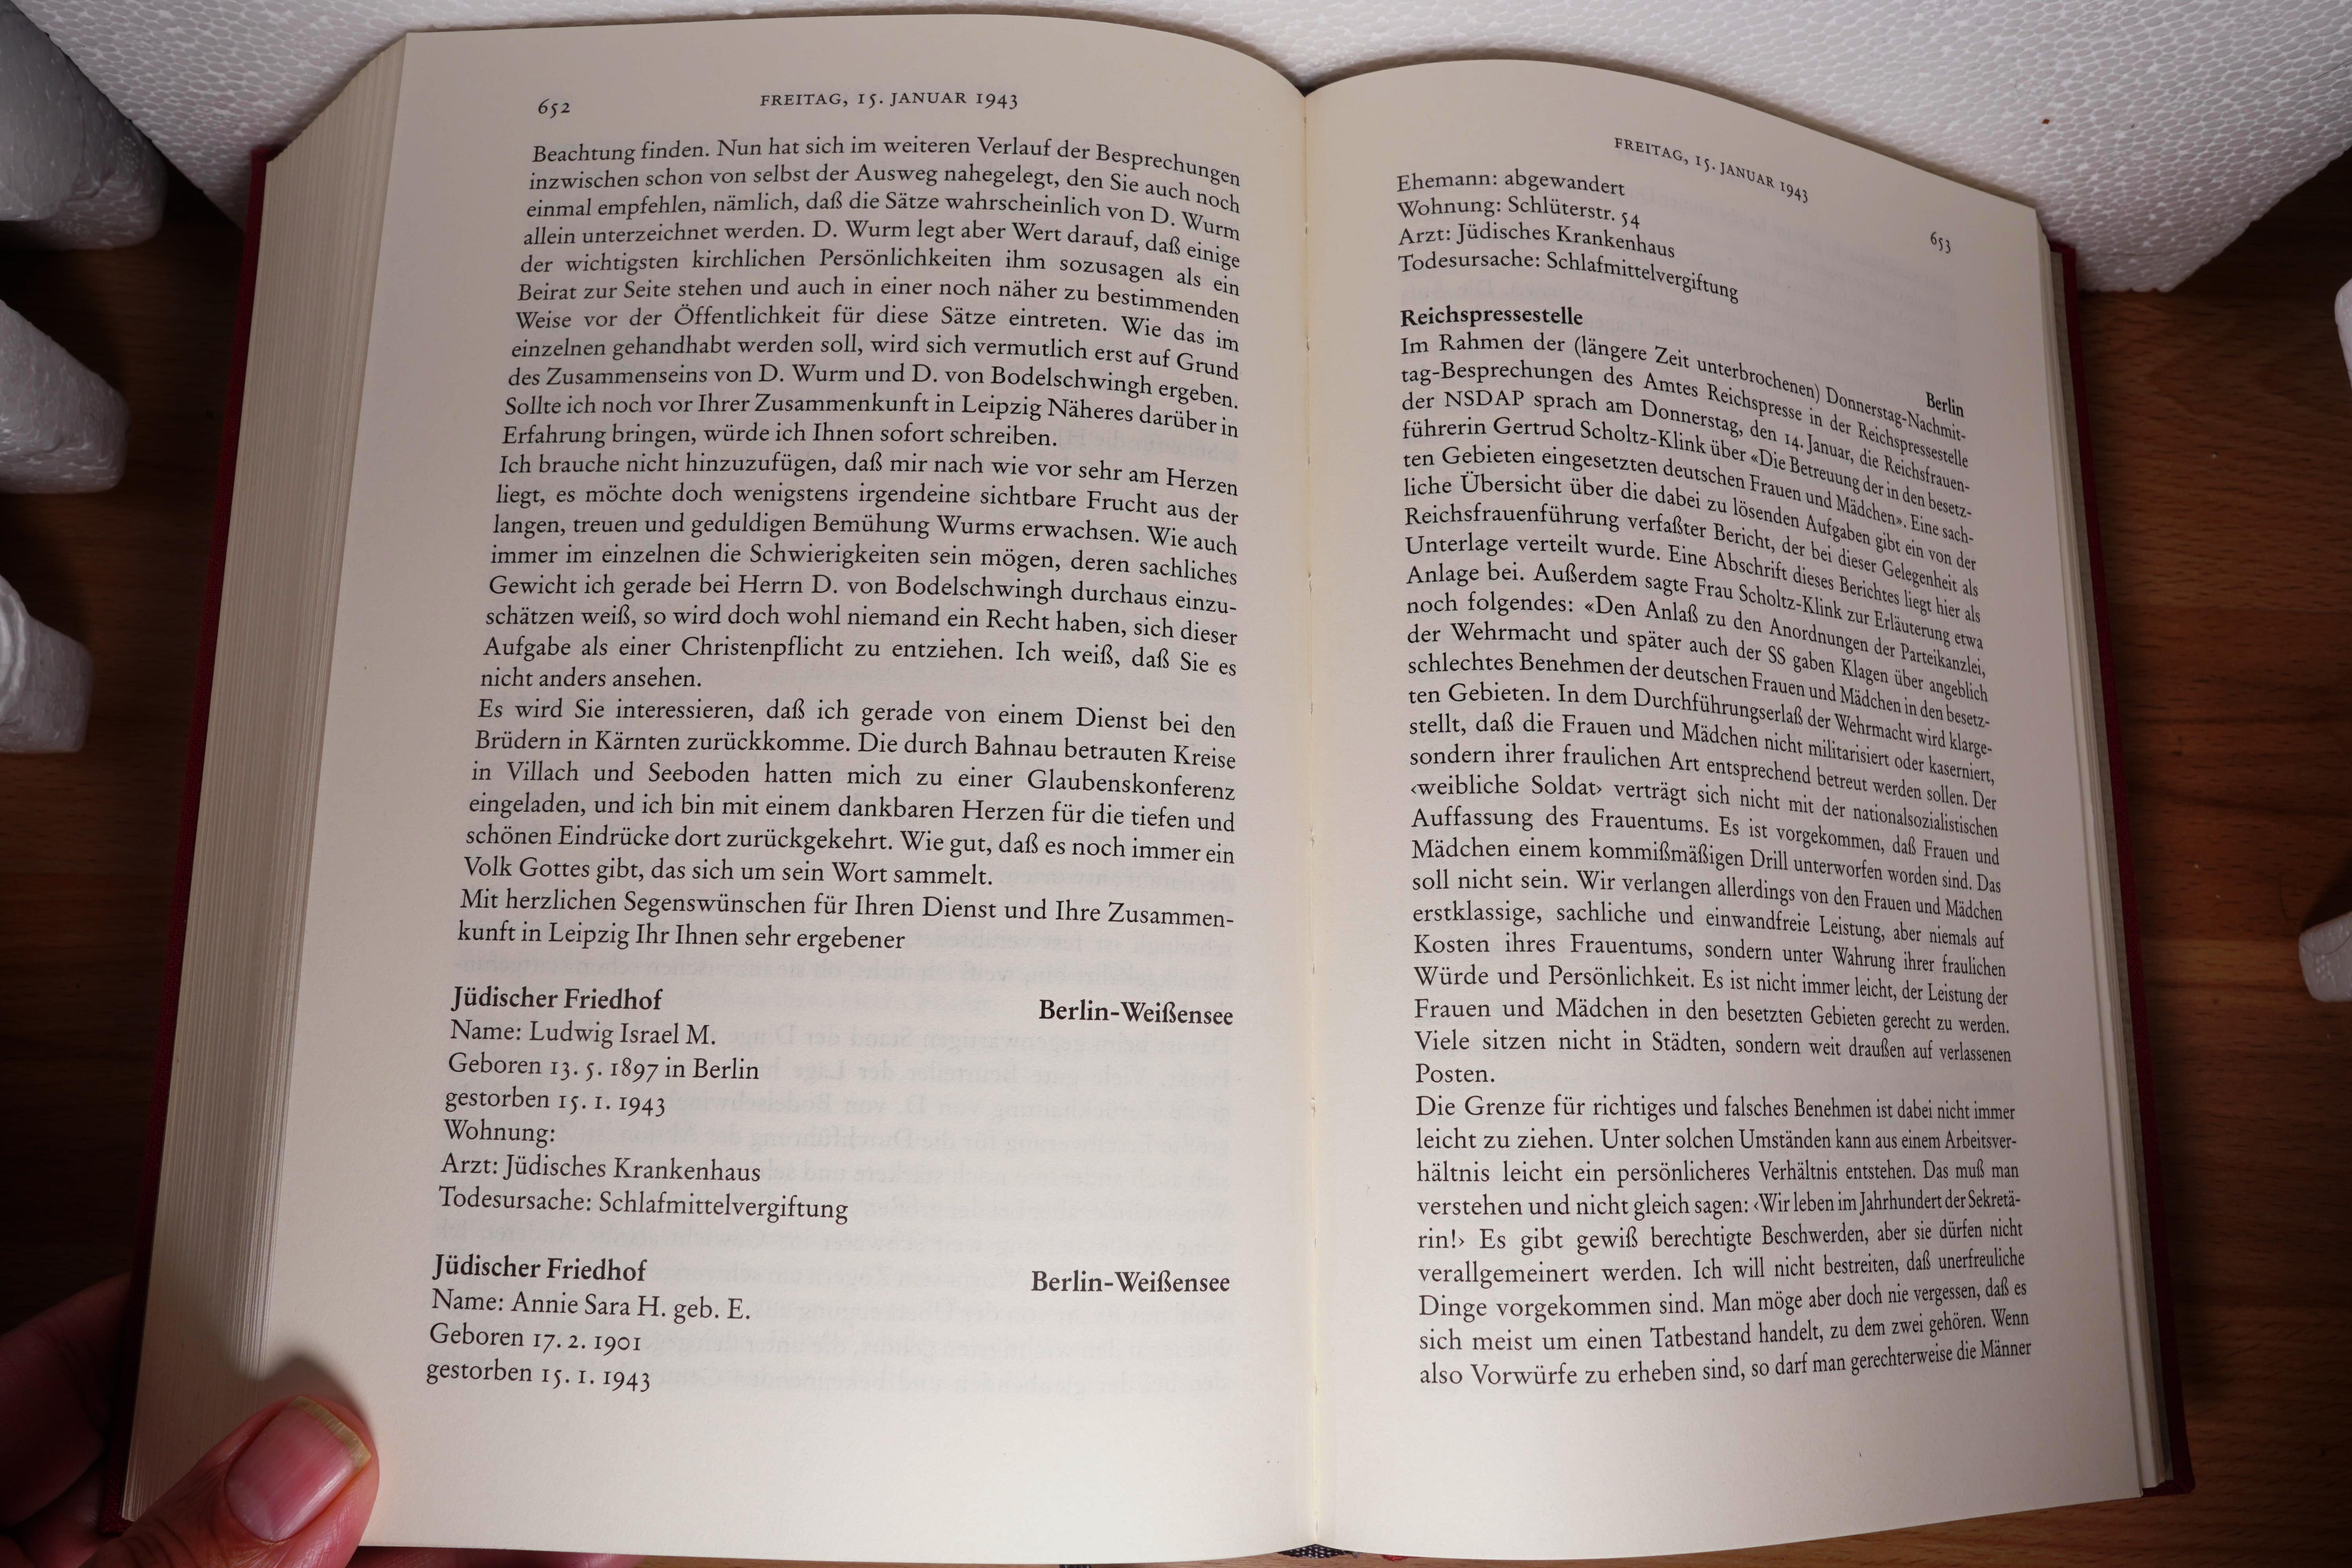 652
FREITAG, 15. JANUAR 1943
Beachtung finden. Nun hat sich im weiteren Verlauf der Besprechungen
inzwischen schon von selbst der Ausweg nahegelegt, den Sie auch noch
einmal empfehlen, nämlich, daß die Sätze wahrscheinlich von D. Wurm
allein unterzeichnet werden. D. Wurm legt aber Wert darauf, daß einige
der wichtigsten kirchlichen Persönlichkeiten ihm sozusagen als ein
Beirat zur Seite stehen und auch in einer noch näher zu bestimmenden
Weise vor der Öffentlichkeit für diese Sätze eintreten. Wie das im
einzelnen gehandhabt werden soll, wird sich vermutlich erst auf Grund
des Zusammenseins von D. Wurm und D. von Bodelschwingh ergeben.
Sollte ich noch vor Ihrer Zusammenkunft in Leipzig Näheres darüber in
Erfahrung bringen, würde ich Ihnen sofort schreiben.
Ich brauche nicht hinzuzufügen, daß mir nach wie vor sehr am Herzen
liegt, es möchte doch wenigstens irgendeine sichtbare Frucht aus der
langen, treuen und geduldigen Bemühung Wurms erwachsen. Wie auch
immer im einzelnen die Schwierigkeiten sein mögen, deren sachliches
Gewicht ich gerade bei Herrn D. von Bodelschwingh durchaus einzu-
schätzen weiß, so wird doch wohl niemand ein Recht haben, sich dieser
Aufgabe als einer Christenpflicht zu entziehen. Ich weiß, daß Sie es
nicht anders ansehen.
Es wird Sie interessieren, daß ich gerade von einem Dienst bei den
Brüdern in Kärnten zurückkomme. Die durch Bahnau betrauten Kreise
in Villach und Seeboden hatten mich zu einer Glaubenskonferenz
eingeladen, und ich bin mit einem dankbaren Herzen für die tiefen und
schönen Eindrücke dort zurückgekehrt. Wie gut, daß es noch immer ein
Volk Gottes gibt, das sich um sein Wort sammelt.
Mit herzlichen Segenswünschen für Ihren Dienst und Ihre Zusammen-
kunft in Leipzig Ihr Ihnen sehr ergebener
Jüdischer Friedhof Berlin-Weißensee
Name: Ludwig Israel M.
Geboren 13. 5. 1897 in Berlin
gestorben 15. 1. 1943
Wohnung:
Arzt: Jüdisches Krankenhaus
Todesursache: Schlafmittelvergiftung
Jüdischer Friedhof Berlin-Weißensee
Name: Annie Sara H. geb. E.
Geboren 17. 2. 1901
gestorben 15. 1. 1943
FREITAG, 15. JANUAR 1943
653
Ehemann: abgewandert
Wohnung: Schlüterstr. 54
Arzt: Jüdisches Krankenhaus
Todesursache: Schlafmittelvergiftung
Reichspressestelle Berlin
Im Rahmen der (längere Zeit unterbrochenen) Donnerstag-Nachmit-
tag-Besprechungen des Amtes Reichspresse in der Reichspressestelle
der NSDAP sprach am Donnerstag, den 14. Januar, die Reichsfrauen-
führerin Gertrud Scholtz-Klink über «Die Betreuung der in den besetz-
ten Gebieten eingesetzten deutschen Frauen und Mädchen». Eine sach-
liche Übersicht über die dabei zu lösenden Aufgaben gibt ein von der
Reichsfrauenführung verfaßter Bericht, der bei dieser Gelegenheit als
Unterlage verteilt wurde. Eine Abschrift dieses Berichtes liegt hier als
Anlage bei. Außerdem sagte Frau Scholtz-Klink zur Erläuterung etwa
noch folgendes: «Den Anlaß zu den Anordnungen der Parteikanzlei,
der Wehrmacht und später auch der SS gaben Klagen über angeblich
schlechtes Benehmen der deutschen Frauen und Mädchen in den besetz-
ten Gebieten. In dem Durchführungserlaß der Wehrmacht wird klarge-
stellt, daß die Frauen und Mädchen nicht militarisiert oder kaserniert,
sondern ihrer fraulichen Art entsprechend betreut werden sollen. Der
‹weibliche Soldat› verträgt sich nicht mit der nationalsozialistischen
Auffassung des Frauentums. Es ist vorgekommen, daß Frauen und
Mädchen einem kommißmäßigen Drill unterworfen worden sind. Das
soll nicht sein. Wir verlangen allerdings von den Frauen und Mädchen
erstklassige, sachliche und einwandfreie Leistung, aber niemals auf
Kosten ihres Frauentums, sondern unter Wahrung ihrer fraulichen
Würde und Persönlichkeit. Es ist nicht immer leicht, der Leistung der
Frauen und Mädchen in den besetzten Gebieten gerecht zu werden.
Viele sitzen nicht in Städten, sondern weit draußen auf verlassenen
Posten.
Die Grenze für richtiges und falsches Benehmen ist dabei nicht immer
leicht zu ziehen. Unter solchen Umständen kann aus einem Arbeitsver-
hältnis leicht ein persönlicheres Verhältnis entstehen. Das muß man
verstehen und nicht gleich sagen: ‹Wir leben im Jahrhundert der Sekretä-
rin!› Es gibt gewiß berechtigte Beschwerden, aber sie dürfen nicht
verallgemeinert werden. Ich will nicht bestreiten, daß unerfreuliche
Dinge vorgekommen sind. Man möge aber doch nie vergessen, daß es
sich meist um einen Tatbestand handelt, zu dem zwei gehören. Wenn
also Vorwürfe zu erheben sind, so darf man gerechterweise die Männer